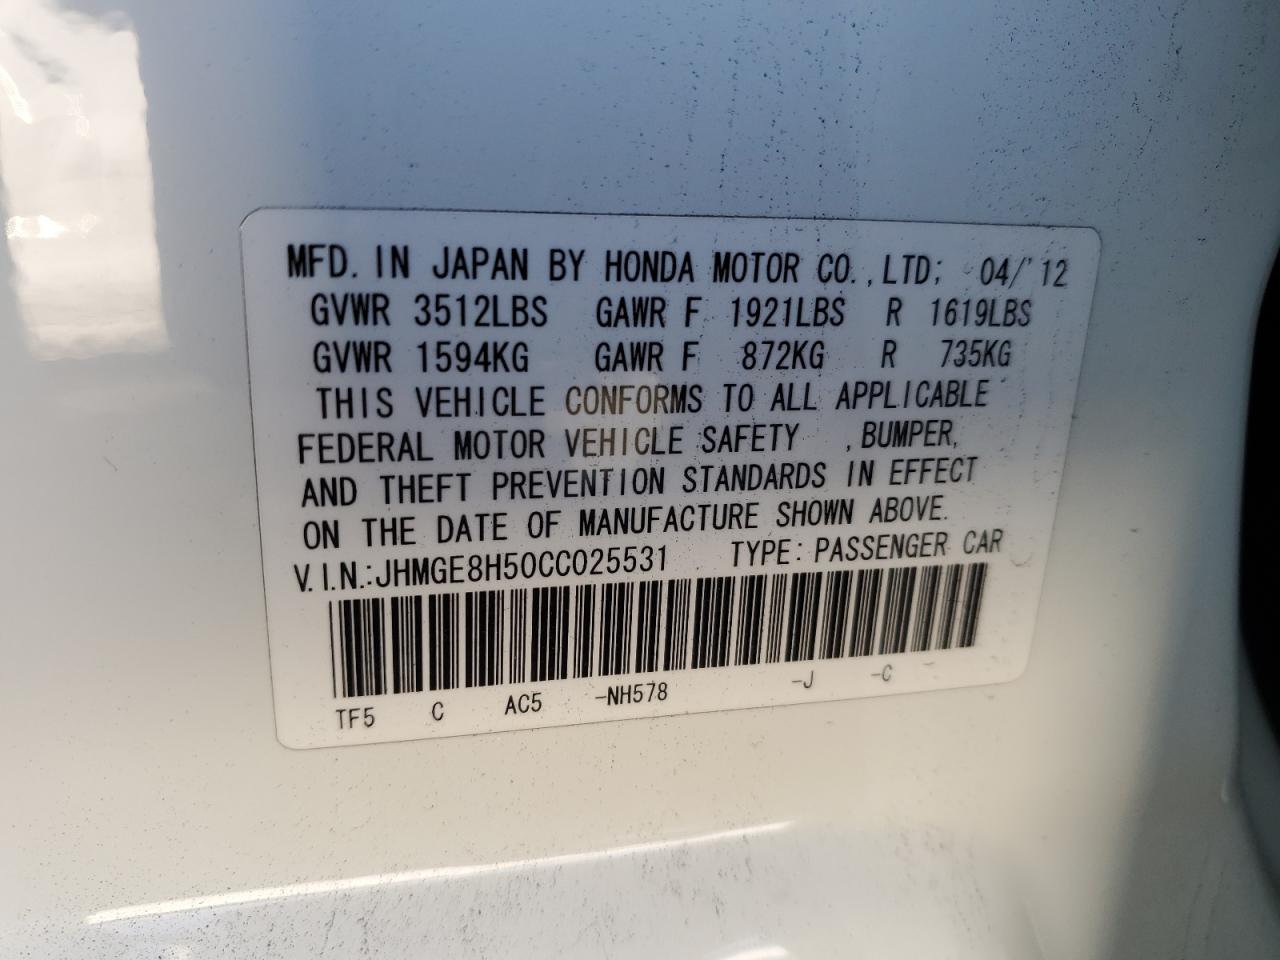 MFD. IN JAPAN BY HONDA MOTOR CO.,LTD; 04/'12
GVWR 3512LBS GAWR F 1921LBS R 1619LBS
GVWR 1594KG GAWR F 872KG R 735KG
THIS VEHICLE CONFORMS TO ALL APPLICABLE
FEDERAL MOTOR VEHICLE SAFETY ,BUMPER,
AND THEFT PREVENTION STANDARDS IN EFFECT
ON THE DATE OF MANUFACTURE SHOWN ABOVE.
V.I.N.:JHMGE8H50CC025531 TYPE:PASSENGER CAR
TF5 C AC5 -NH578 -J -C -